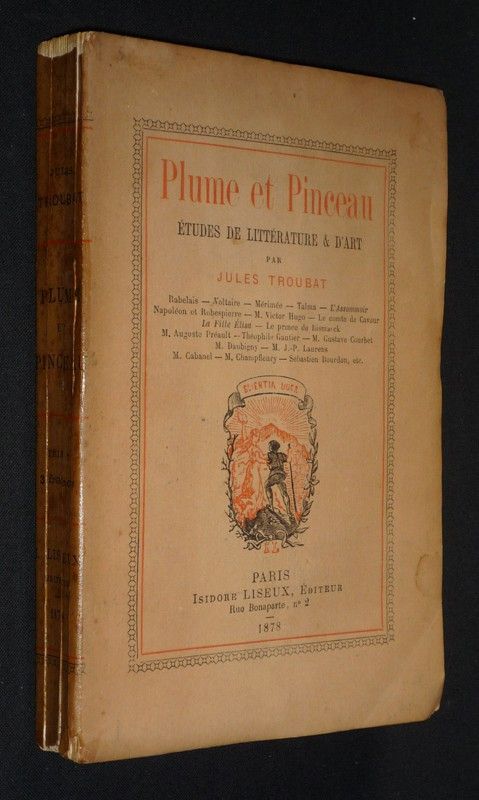 Plume et Pinceau
ÉTUDES DE LITTÉRATURE & D'ART
PAR
JULES TROUBAT
Rabelais — Voltaire — Mérimée — Talma — L'Assommoir
Napoléon et Robespierre — M. Victor Hugo — Le comte de Cavour
La Fille Élisa — Le prince de Bismarck
M. Auguste Préault — Théophile Gautier — M. Gustave Courbet
M. Daubigny — M. J.-P. Laurens
M. Cabanel — M. Champfleury — Sébastien Bourdon, etc.
SCIENTIA DUCE
PARIS
ISIDORE LISEUX, ÉDITEUR
Rue Bonaparte, n° 2
1878
JULES
TROUBAT
PLUME
ET
PINCEAU
LISEUX